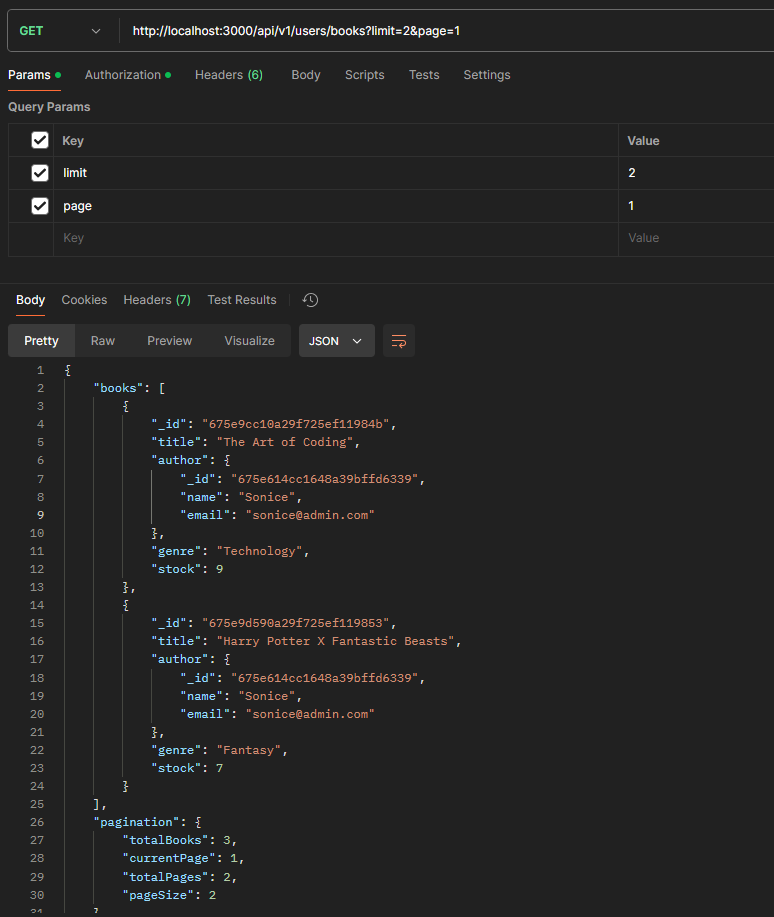 GET http://localhost:3000/api/v1/users/books?limit=2&page=1
Params Authorization Headers (6) Body Scripts Tests Settings
Query Params
Key Value
limit 2
page 1
Key Value
Body Cookies Headers (7) Test Results
Pretty Raw Preview Visualize JSON
1 {
2 "books": [
3 {
4 "_id": "675e9cc10a29f725ef11984b",
5 "title": "The Art of Coding",
6 "author": {
7 "_id": "675e614cc1648a39bffd6339",
8 "name": "Sonice",
9 "email": "sonice@admin.com"
10 },
11 "genre": "Technology",
12 "stock": 9
13 },
14 {
15 "_id": "675e9d590a29f725ef119853",
16 "title": "Harry Potter X Fantastic Beasts",
17 "author": {
18 "_id": "675e614cc1648a39bffd6339",
19 "name": "Sonice",
20 "email": "sonice@admin.com"
21 },
22 "genre": "Fantasy",
23 "stock": 7
24 }
25 ],
26 "pagination": {
27 "totalBooks": 3,
28 "currentPage": 1,
29 "totalPages": 2,
30 "pageSize": 2
31 }